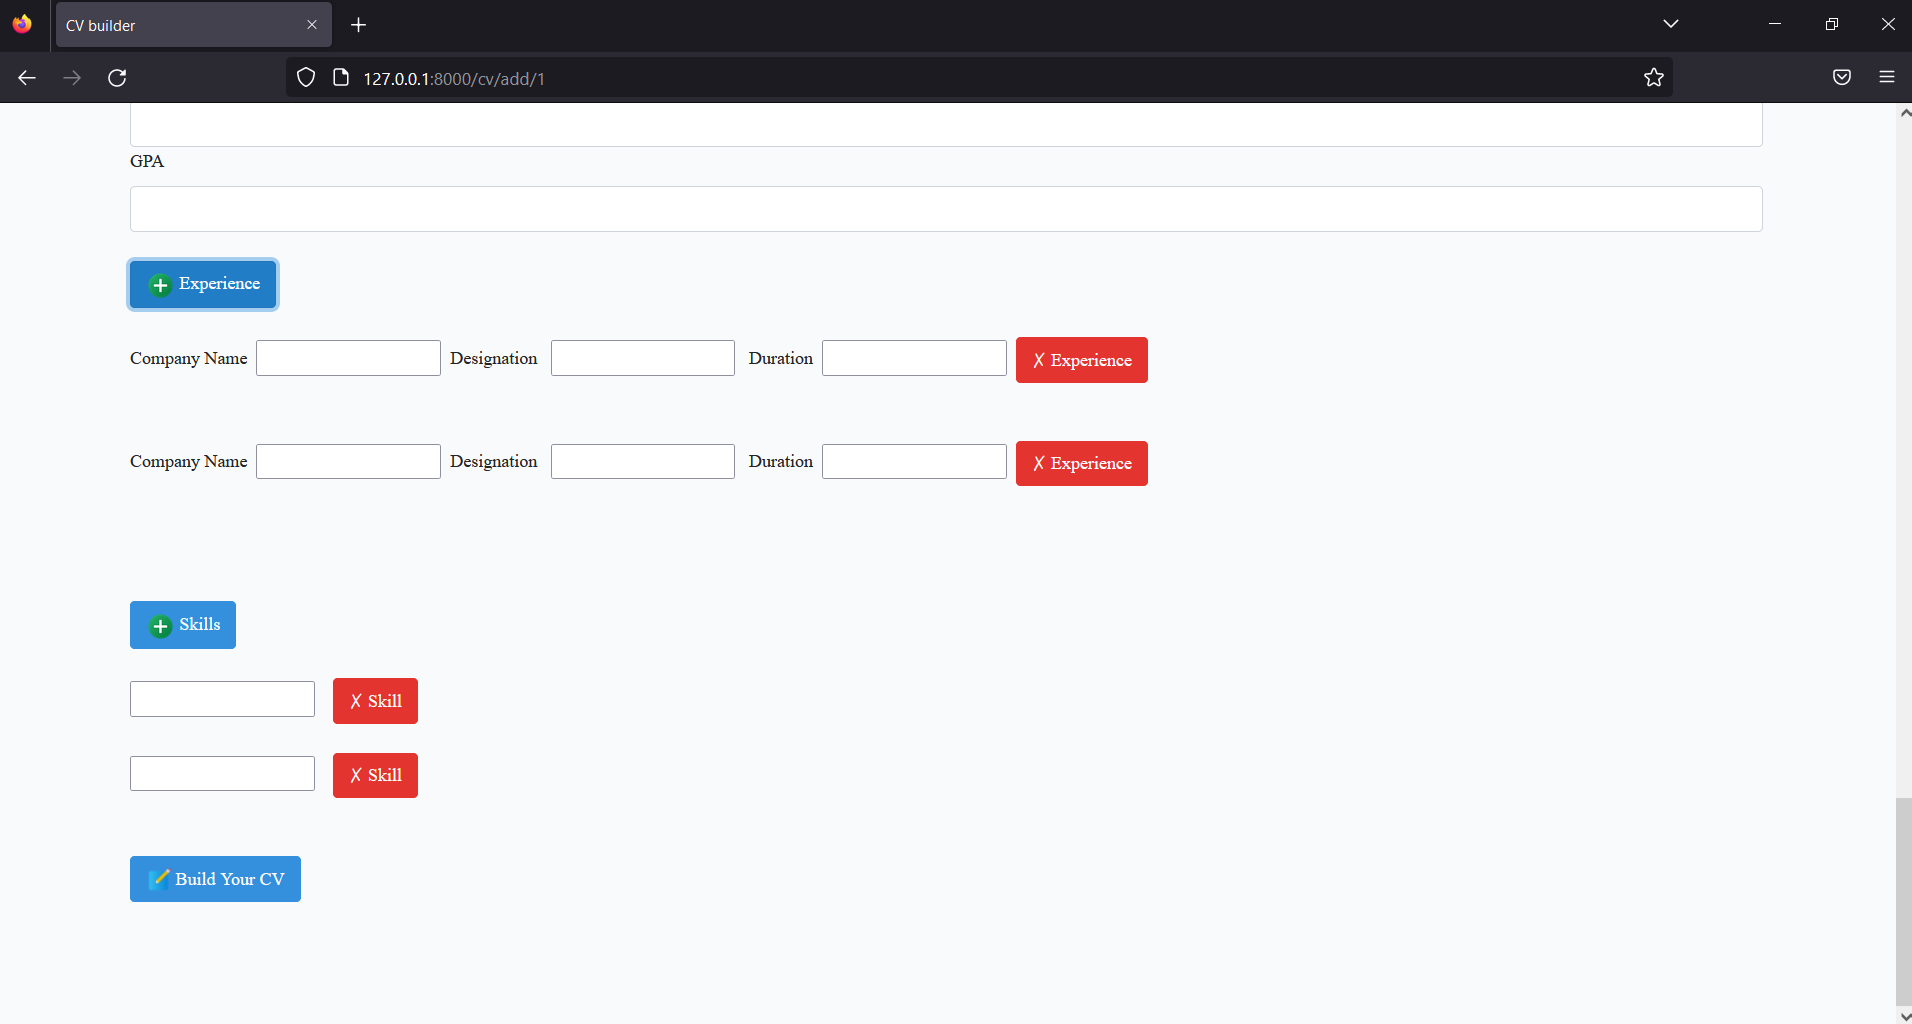 CV builder
127.0.0.1:8000/cv/add/1
GPA
Experience
Company Name Designation Duration X Experience
Company Name Designation Duration X Experience
Skills
X Skill
X Skill
Build Your CV